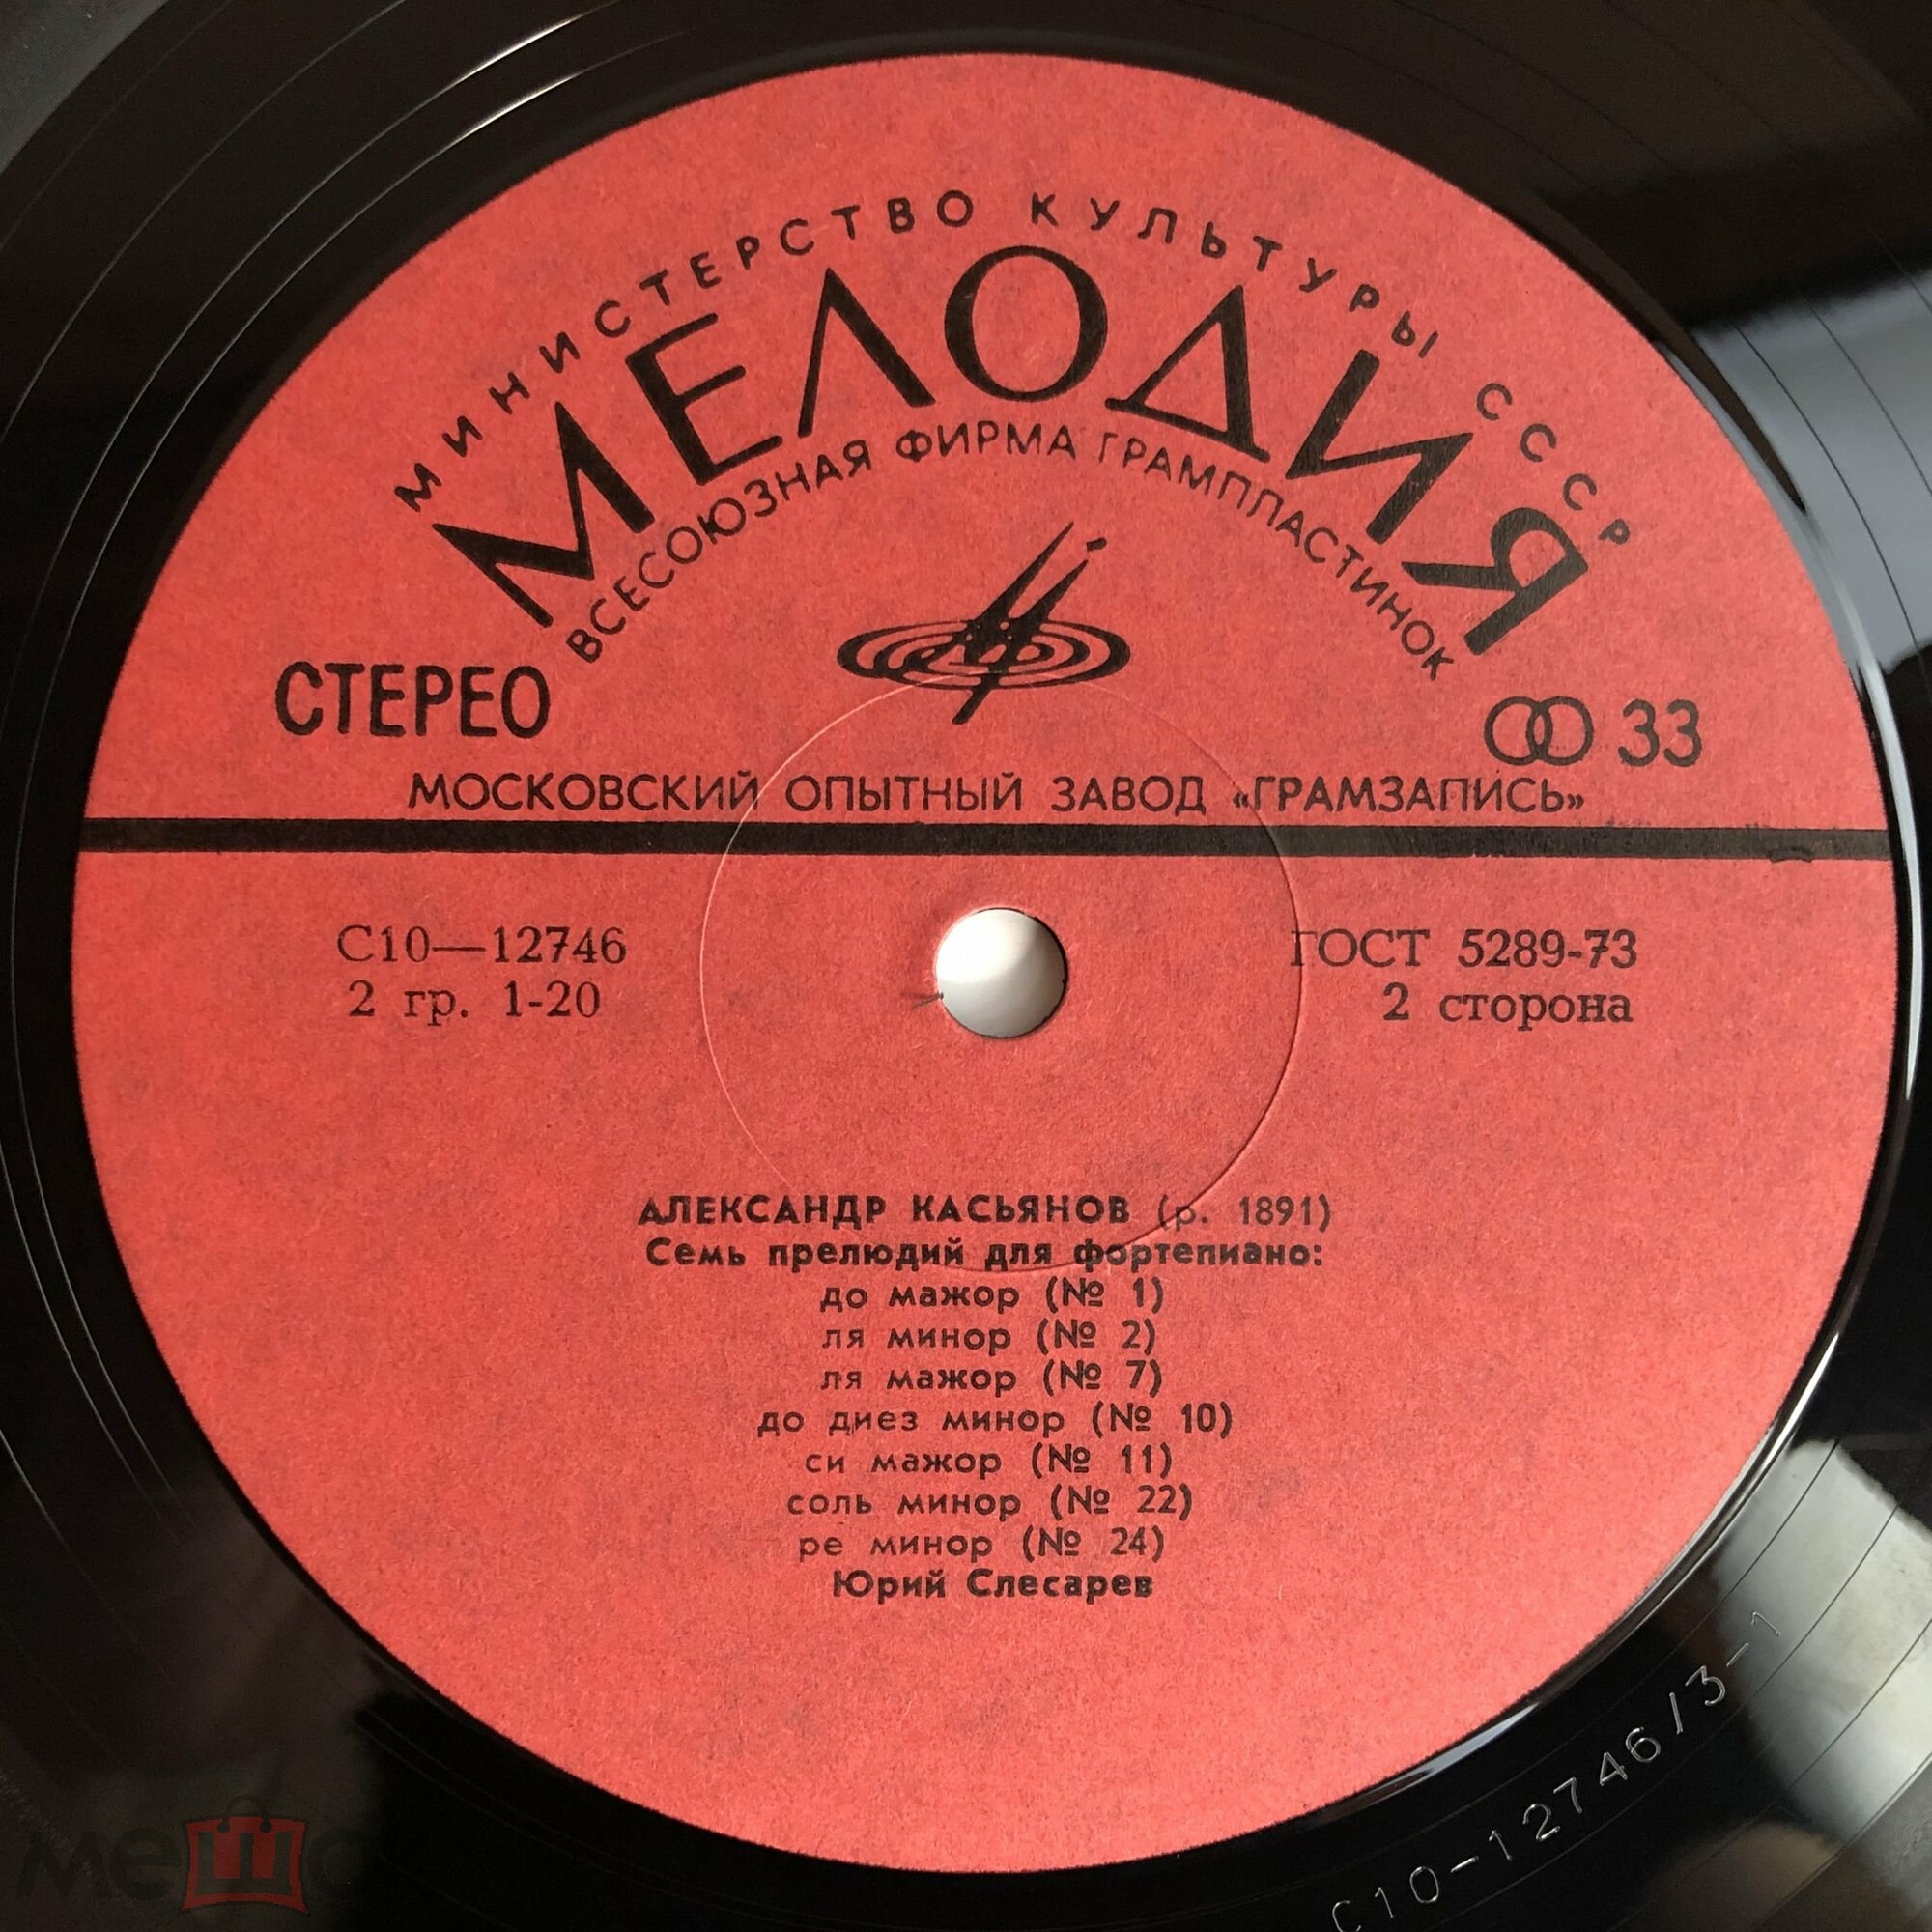 МИНИСТЕРСТВО КУЛЬТУРЫ СССР
МЕЛОДИЯ
ВСЕСОЮЗНАЯ ФИРМА ГРАМПЛАСТИНОК
СТЕРЕО
33
МОСКОВСКИЙ ОПЫТНЫЙ ЗАВОД «ГРАМЗАПИСЬ»
С10—12746
ГОСТ 5289-73
2 гр. 1-20
2 сторона
АЛЕКСАНДР КАСЬЯНОВ (р. 1891)
Семь прелюдий для фортепиано:
до мажор (№ 1)
ля минор (№ 2)
ля мажор (№ 7)
до диез минор (№ 10)
си мажор (№ 11)
соль минор (№ 22)
ре минор (№ 24)
Юрий Слесарев
С10-12746/3-1